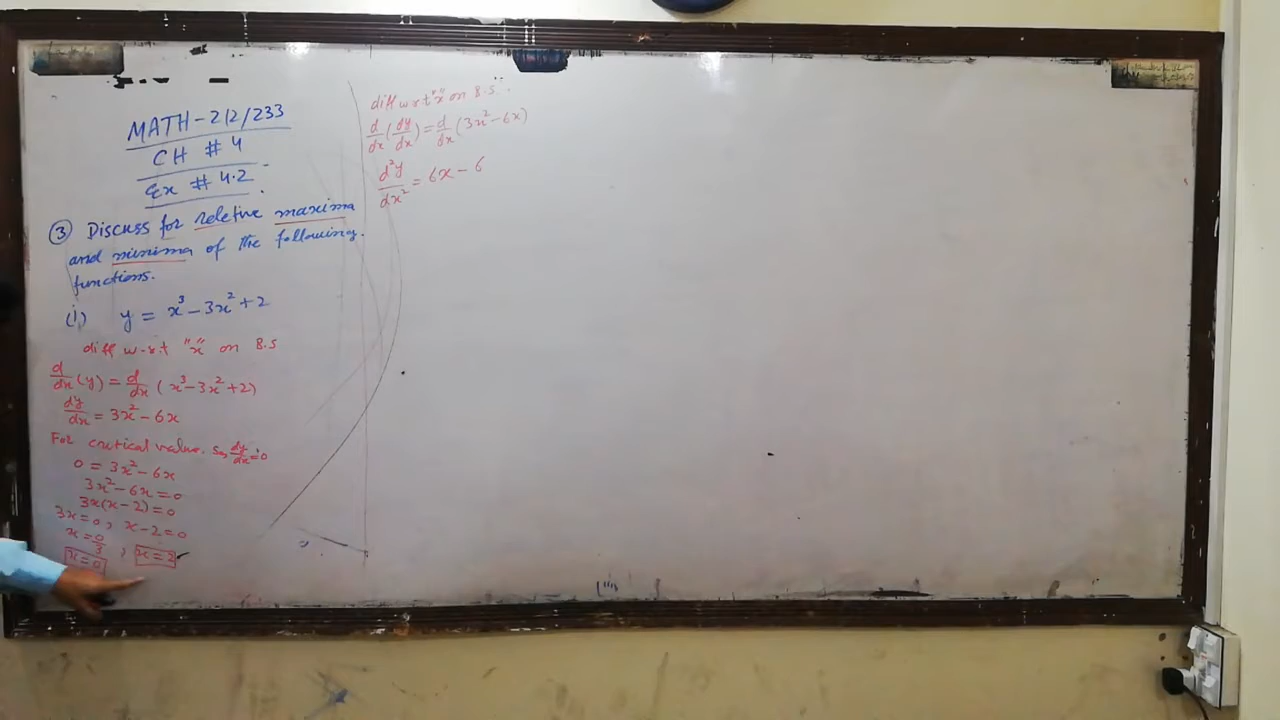 MATH-212/233
CH # 4
Ex # 4.2
③ Discuss for reletive maxima
and minima of the following
functions.
(i) y = x³ - 3x² + 2
diff w.r.t "x" on B.S
d/dx (y) = d/dx (x³ - 3x² + 2)
dy/dx = 3x² - 6x
For critical value. Say dy/dx = 0
0 = 3x² - 6x
3x² - 6x = 0
3x(x - 2) = 0
3x = 0, x - 2 = 0
x = 0/3
x = 0, x = 2
diff w.r.t "x" on B.S.
d/dx (dy/dx) = d/dx (3x² - 6x)
d²y/dx² = 6x - 6